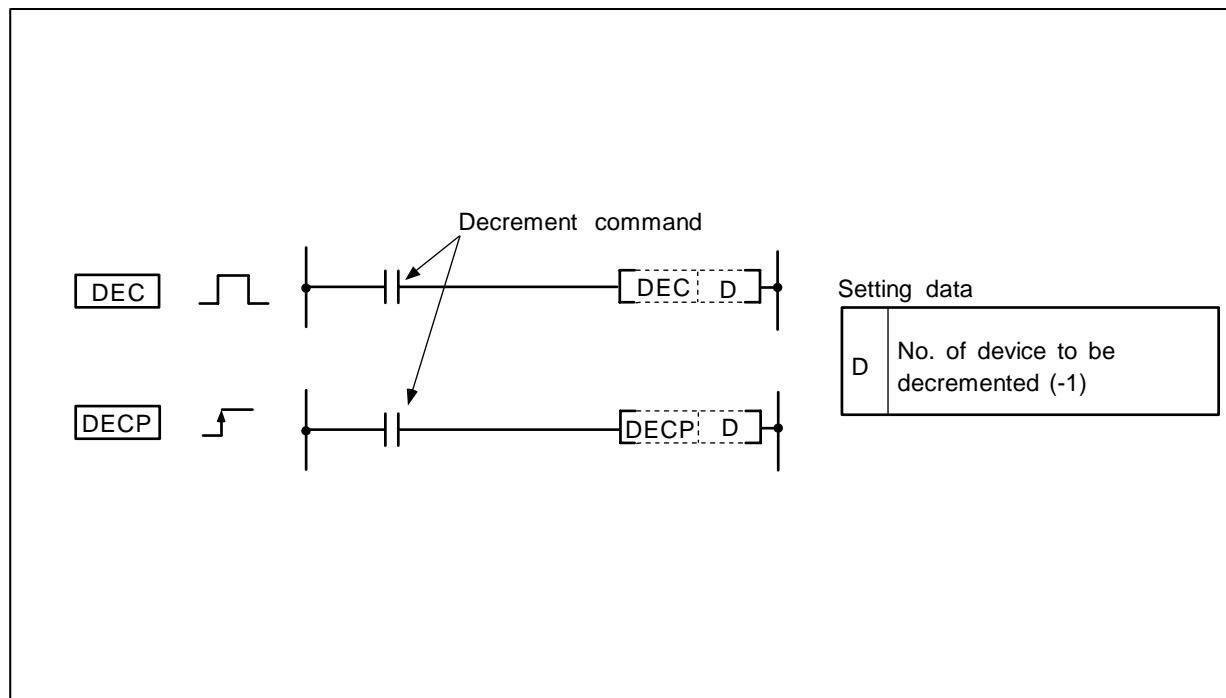 Decrement command
DEC
DEC D
DECP
DECP D
Setting data
D
No. of device to be
decremented (-1)